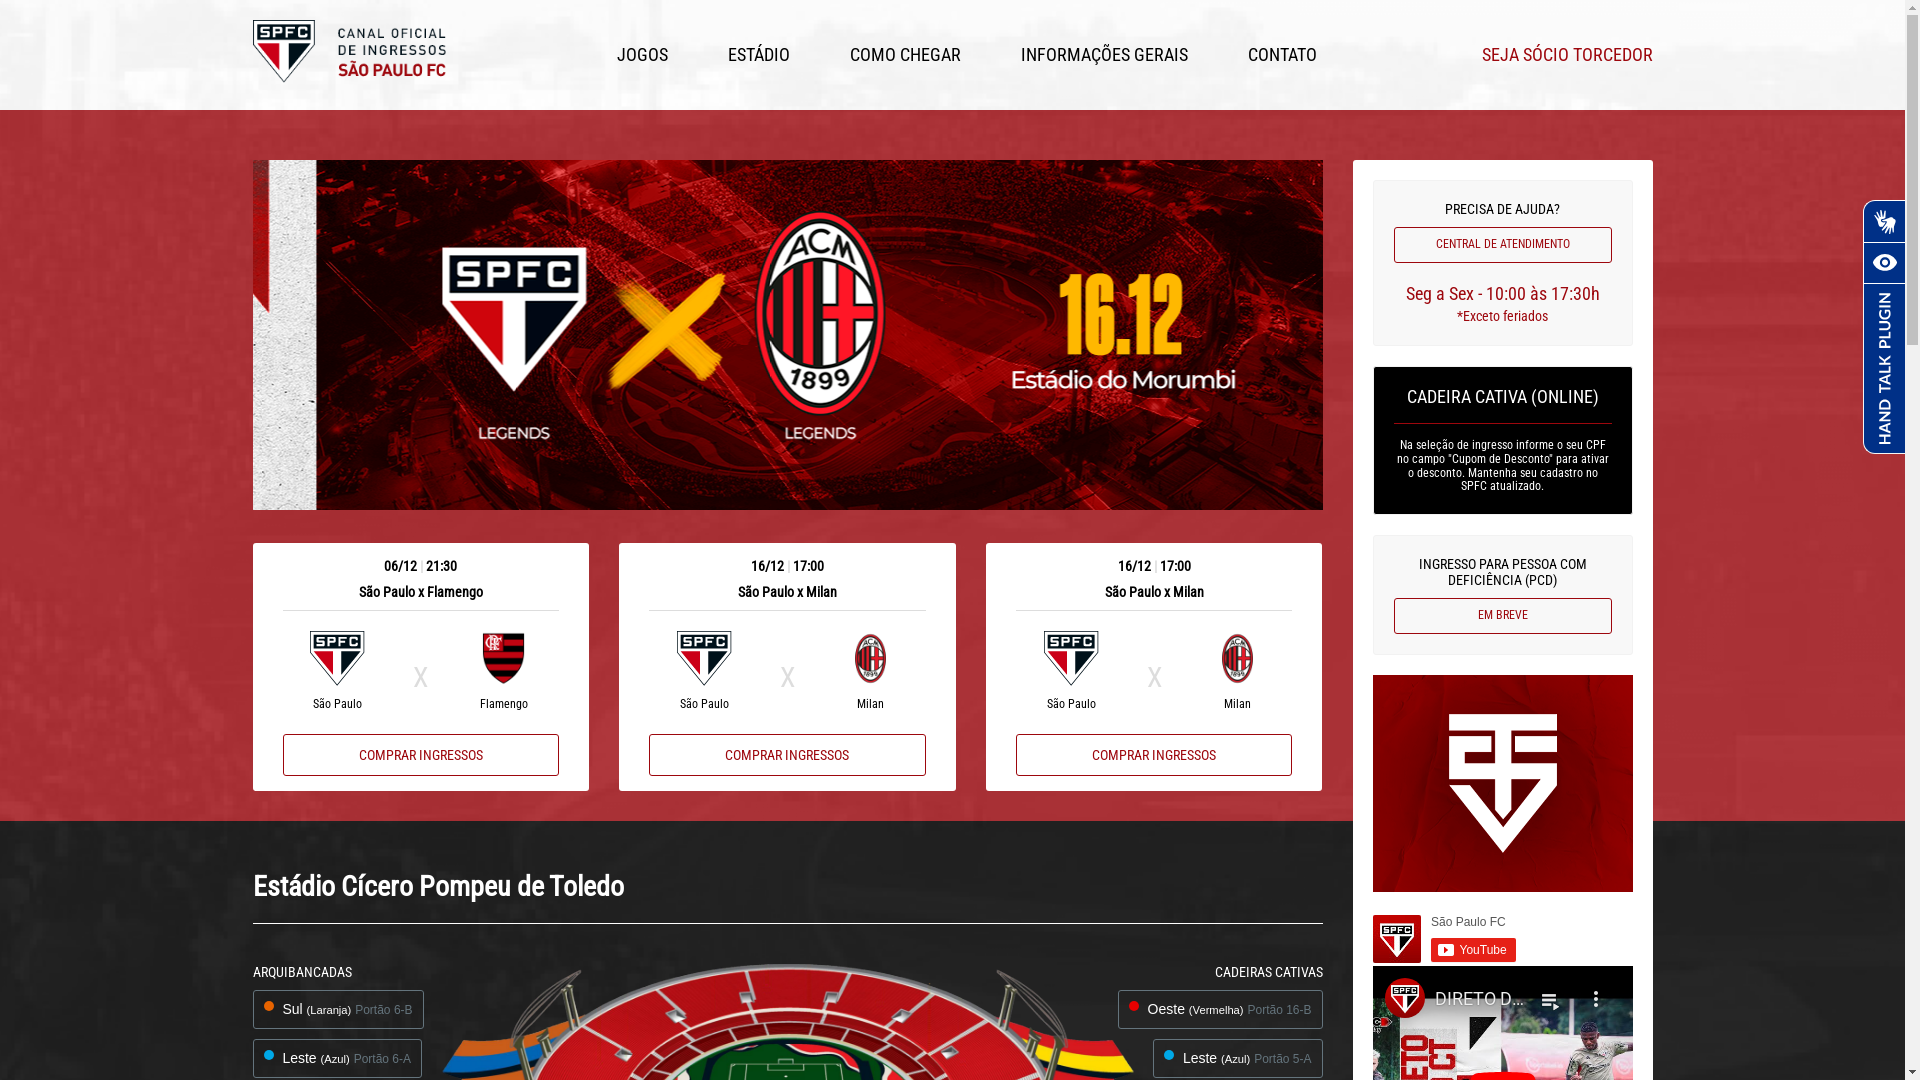 SPFC
CANAL OFICIAL
DE INGRESSOS
SÃO PAULO FC
JOGOS
ESTÁDIO
COMO CHEGAR
INFORMAÇÕES GERAIS
CONTATO
SEJA SÓCIO TORCEDOR
SPFC
LEGENDS
ACM
1899
LEGENDS
16.12
Estádio do Morumbi
PRECISA DE AJUDA?
CENTRAL DE ATENDIMENTO
Seg a Sex - 10:00 às 17:30h
*Exceto feriados
CADEIRA CATIVA (ONLINE)
Na seleção de ingresso informe o seu CPF
no campo "Cupom de Desconto" para ativar
o desconto. Mantenha seu cadastro no
SPFC atualizado.
INGRESSO PARA PESSOA COM
DEFICIÊNCIA (PCD)
EM BREVE
HAND TALK PLUGIN
06/12 | 21:30
São Paulo x Flamengo
SPFC
X
São Paulo
Flamengo
COMPRAR INGRESSOS
16/12 | 17:00
São Paulo x Milan
SPFC
X
São Paulo
Milan
COMPRAR INGRESSOS
16/12 | 17:00
São Paulo x Milan
SPFC
X
São Paulo
Milan
COMPRAR INGRESSOS
São Paulo FC
YouTube
SPFC
DIRETO D...
Estádio Cícero Pompeu de Toledo
ARQUIBANCADAS
Sul (Laranja) Portão 6-B
Leste (Azul) Portão 6-A
CADEIRAS CATIVAS
Oeste (Vermelha) Portão 16-B
Leste (Azul) Portão 5-A